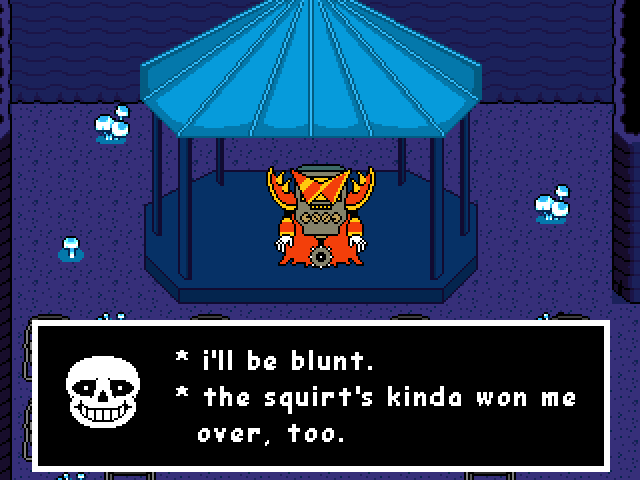 * i'll be blunt.
* the squirt's kinda won me
over, too.